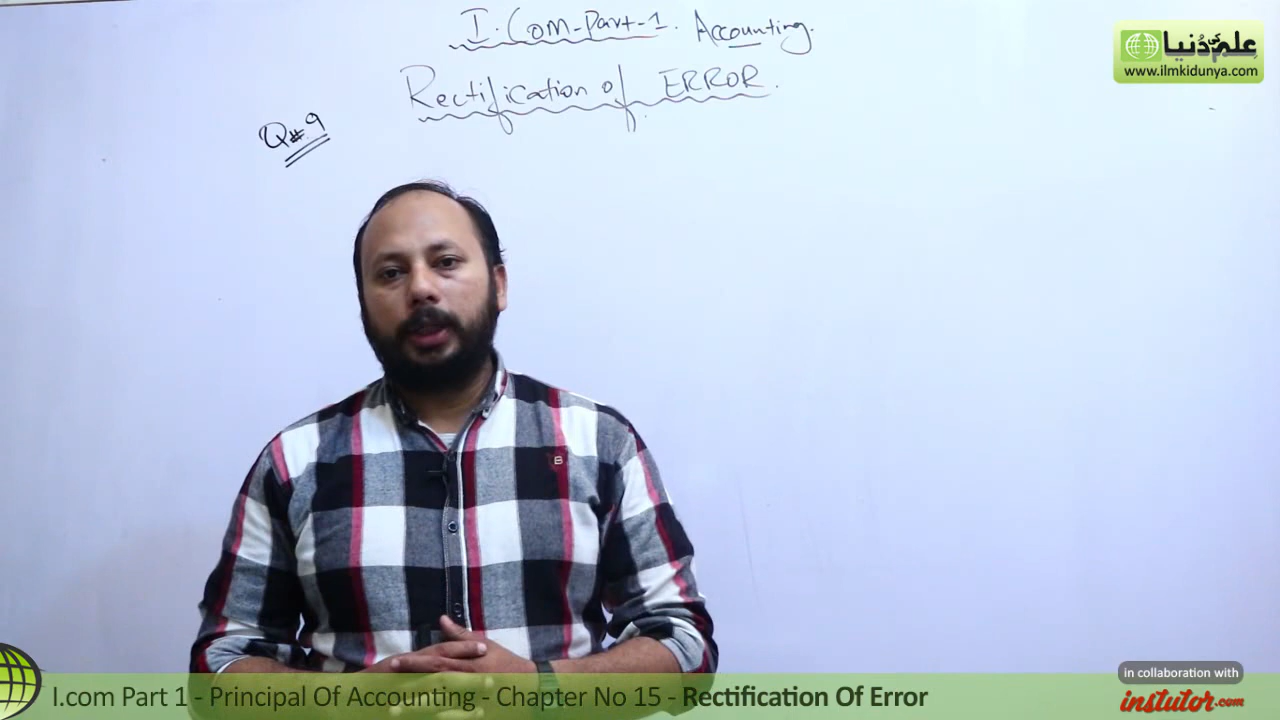 I.Com-Part-1. Accounting.
علم کی دُنیا
www.ilmkidunya.com
Rectification of ERROR.
Q#9
B
in collaboration with
instutor.com
I.com Part 1 - Principal Of Accounting - Chapter No 15 - Rectification Of Error